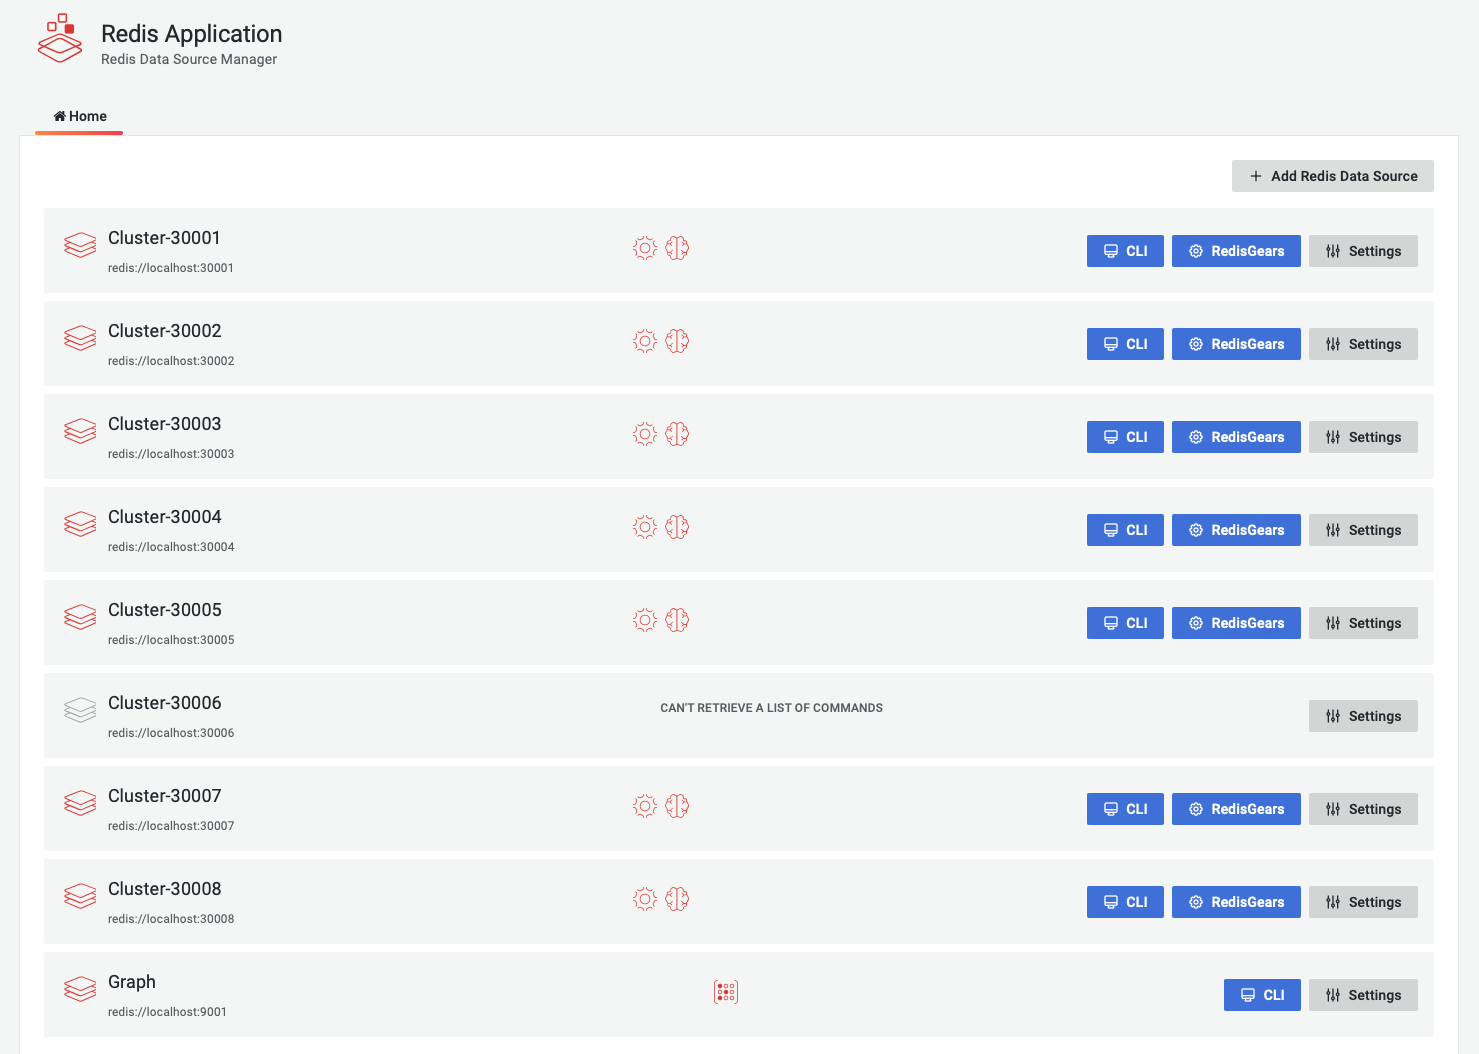 Redis Application
Redis Data Source Manager
Home
Add Redis Data Source
Cluster-30001
redis://localhost:30001
CLI RedisGears Settings
Cluster-30002
redis://localhost:30002
CLI RedisGears Settings
Cluster-30003
redis://localhost:30003
CLI RedisGears Settings
Cluster-30004
redis://localhost:30004
CLI RedisGears Settings
Cluster-30005
redis://localhost:30005
CLI RedisGears Settings
Cluster-30006
redis://localhost:30006
CAN'T RETRIEVE A LIST OF COMMANDS
Settings
Cluster-30007
redis://localhost:30007
CLI RedisGears Settings
Cluster-30008
redis://localhost:30008
CLI RedisGears Settings
Graph
redis://localhost:9001
CLI Settings